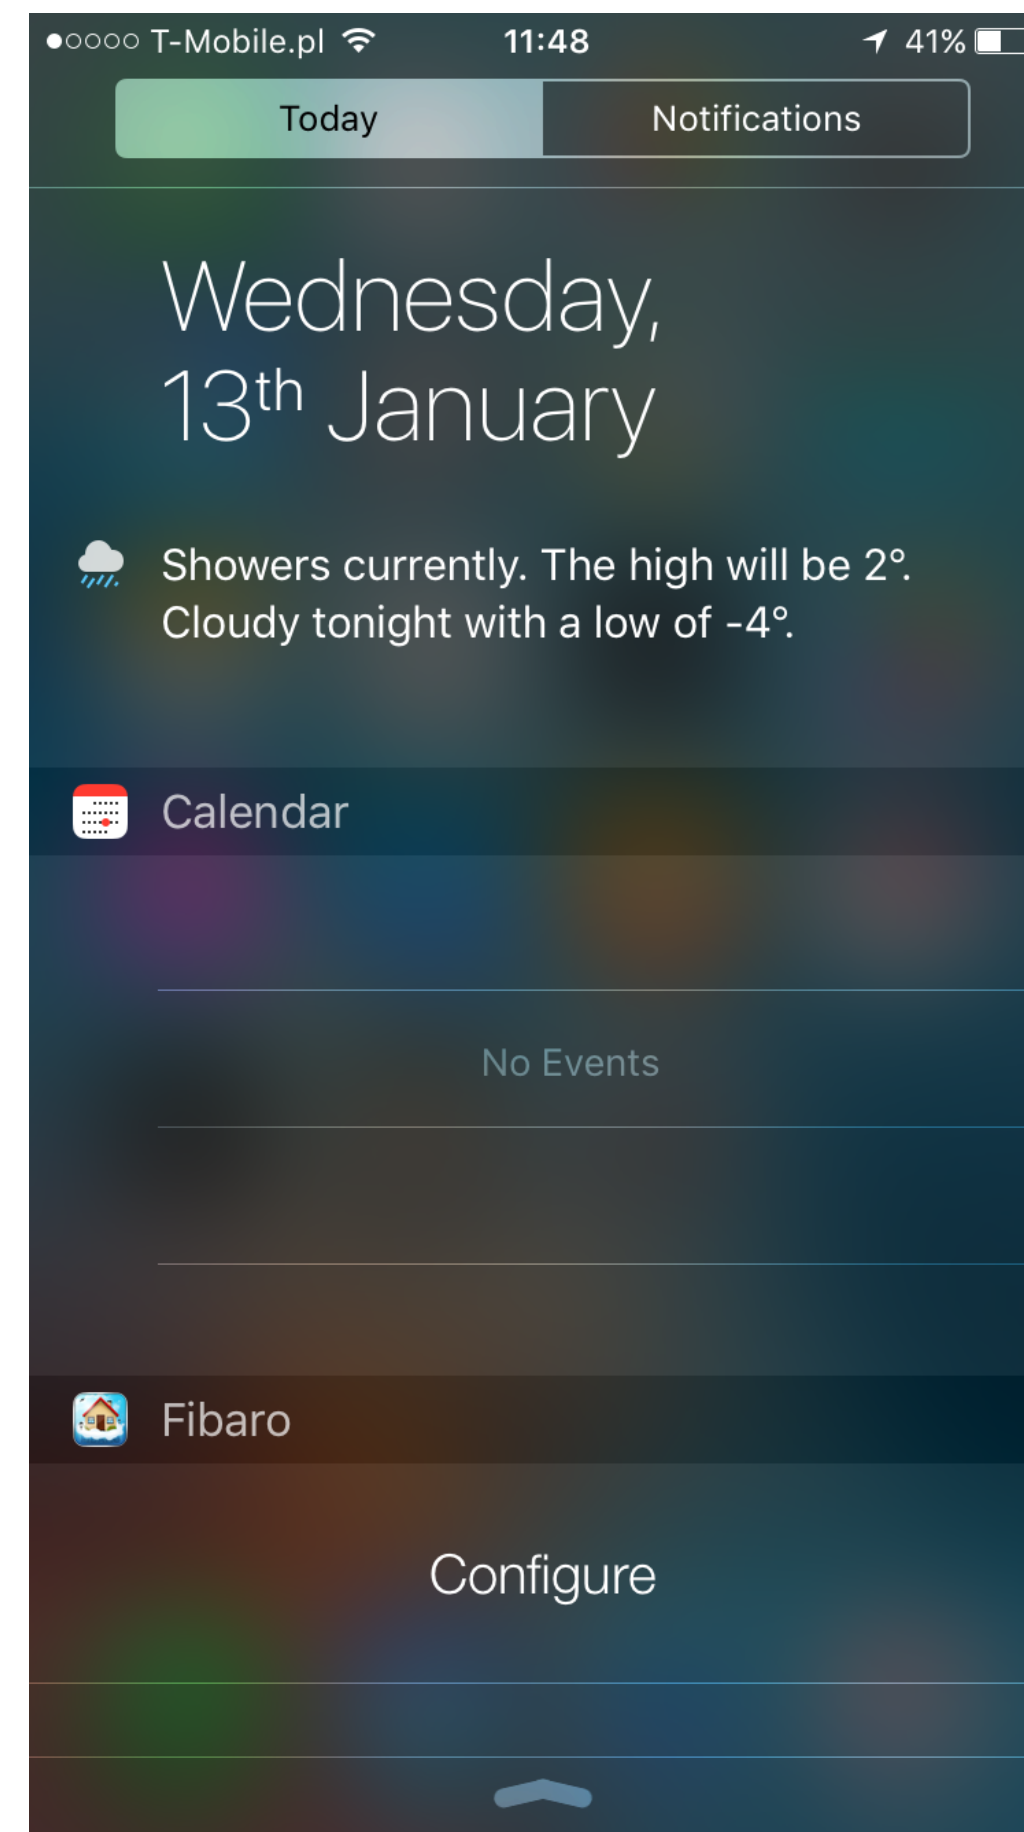 T-Mobile.pl 11:48 41%
Today Notifications
Wednesday,
13th January
Showers currently. The high will be 2°.
Cloudy tonight with a low of -4°.
Calendar
No Events
Fibaro
Configure